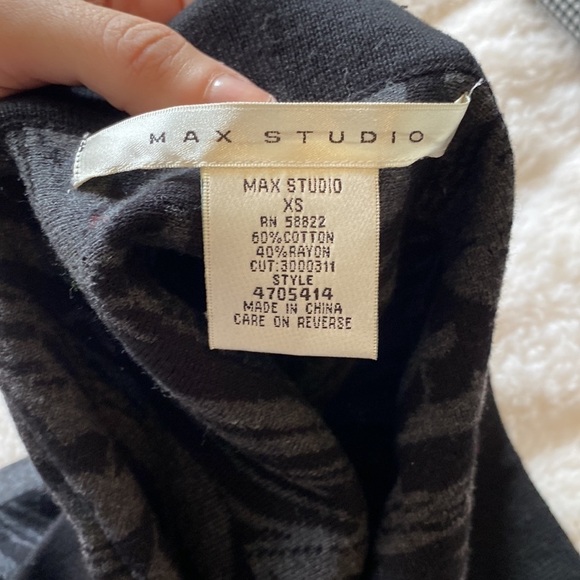 MAX STUDIO
MAX STUDIO
XS
RN 58822
60%COTTON
40%RAYON
CUT:3000311
STYLE
4705414
MADE IN CHINA
CARE ON REVERSE